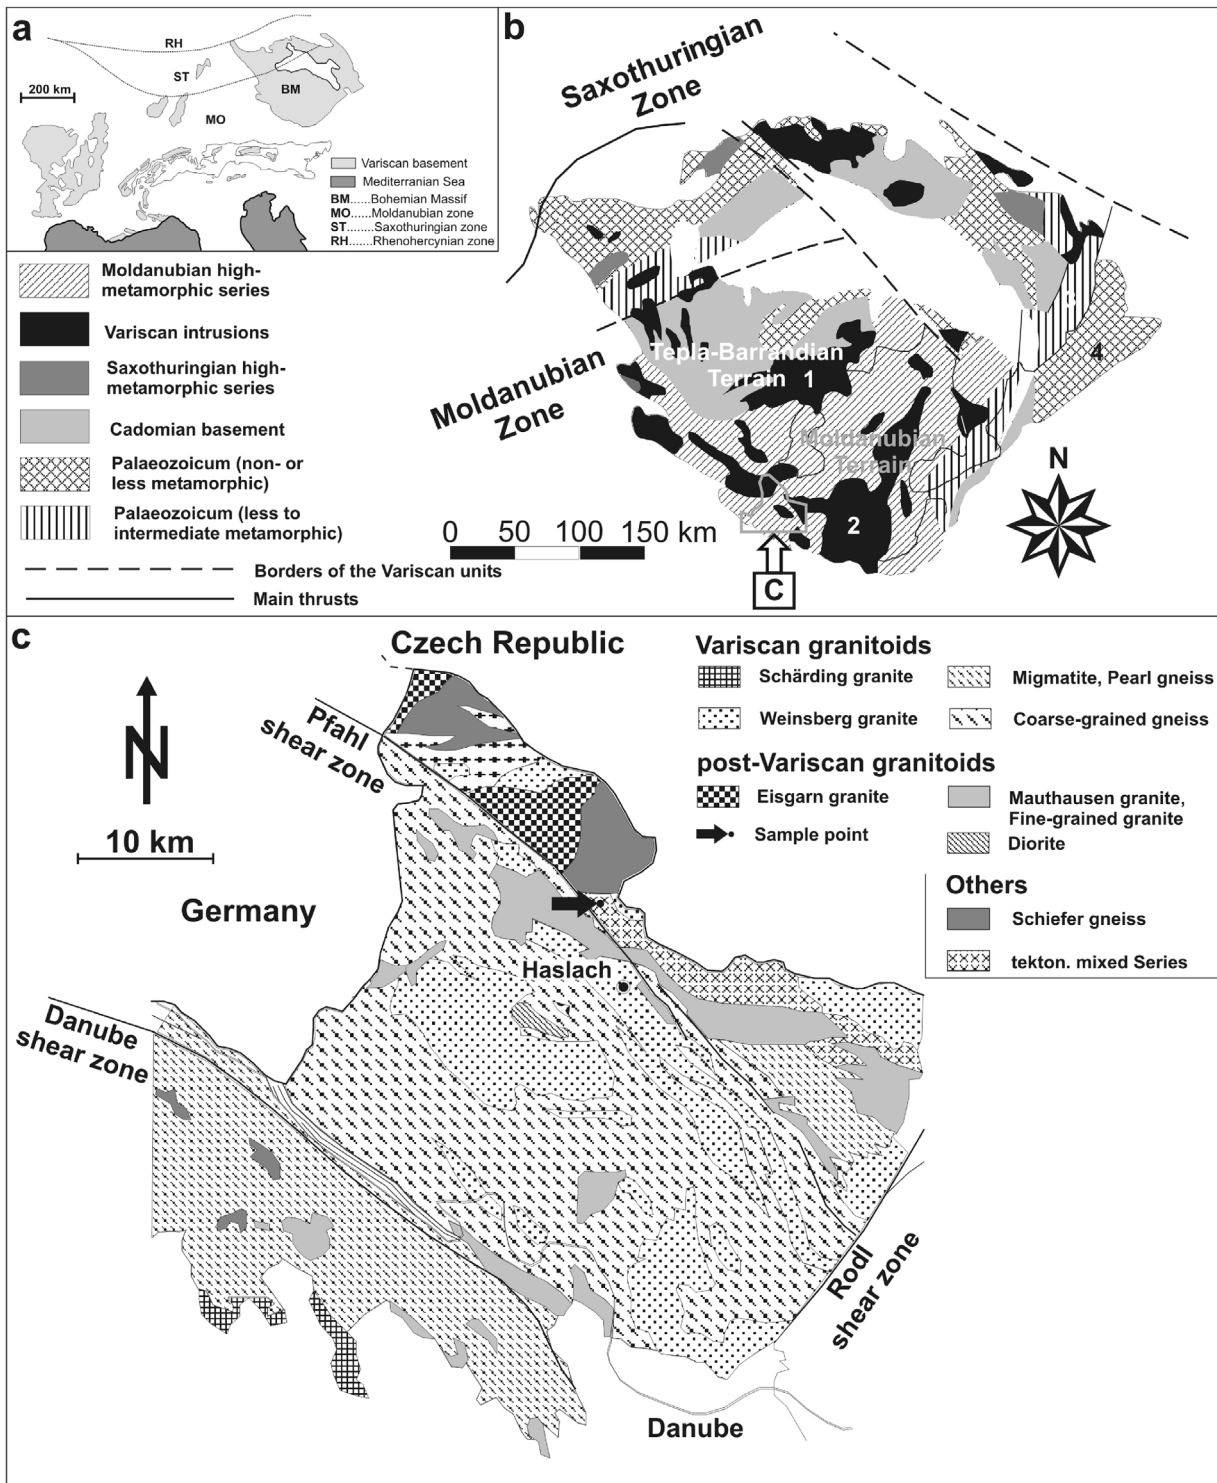 a
RH
ST
BM
200 km
MO
Variscan basement
Mediterranian Sea
BM......Bohemian Massif
MO......Moldanubian zone
ST........Saxothuringian zone
RH........Rhenohercynian zone
b
Saxothuringian
Zone
Moldanubian
Zone
Tepla-Barrandian
Terrain 1
Moldanubian
Terrain
2
3
4
N
0 50 100 150 km
C
Moldanubian high-
metamorphic series
Variscan intrusions
Saxothuringian high-
metamorphic series
Cadomian basement
Palaeozoicum (non- or
less metamorphic)
Palaeozoicum (less to
intermediate metamorphic)
Borders of the Variscan units
Main thrusts
c
Czech Republic
N
10 km
Pfahl
shear zone
Germany
Haslach
Danube
shear zone
Rodl
shear zone
Danube
Variscan granitoids
Schärding granite
Migmatite, Pearl gneiss
Weinsberg granite
Coarse-grained gneiss
post-Variscan granitoids
Eisgarn granite
Mauthausen granite,
Fine-grained granite
Sample point
Diorite
Others
Schiefer gneiss
tekton. mixed Series